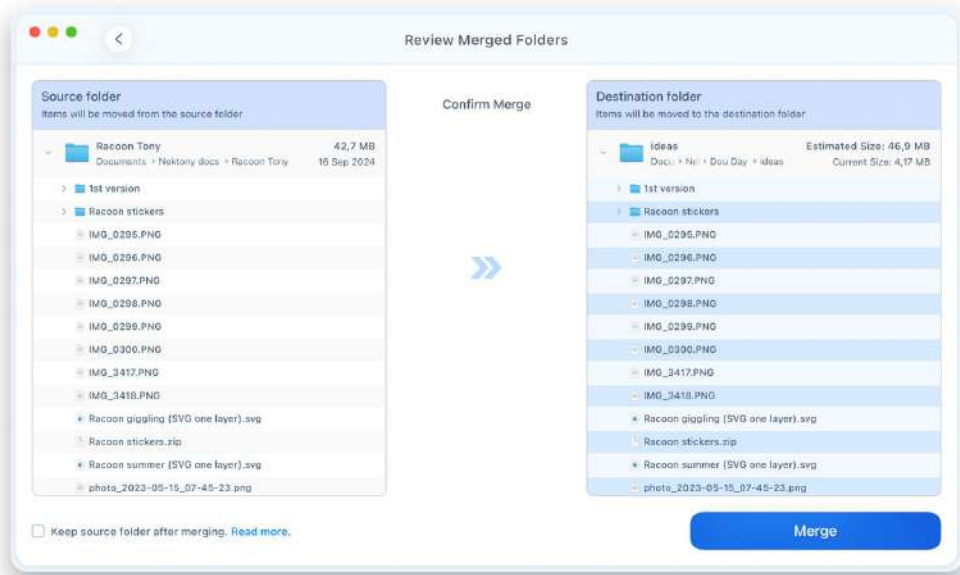 Review Merged Folders
Source folder
Items will be moved from the source folder
Racoon Tony
42,7 MB
Documents ▸ Nektony docs ▸ Racoon Tony
16 Sep 2024
1st version
Racoon stickers
IMG_0295.PNG
IMG_0296.PNG
IMG_0297.PNG
IMG_0298.PNG
IMG_0299.PNG
IMG_0300.PNG
IMG_3417.PNG
IMG_3418.PNG
Racoon giggling (SVG one layer).svg
Racoon stickers.zip
Racoon summer (SVG one layer).svg
photo_2023-05-15_07-45-23.png
Confirm Merge
Destination folder
Items will be moved to the destination folder
ideas
Estimated Size: 46,9 MB
Dou Day ▸ ideas
Current Size: 4,17 MB
1st version
Racoon stickers
IMG_0295.PNG
IMG_0296.PNG
IMG_0297.PNG
IMG_0298.PNG
IMG_0299.PNG
IMG_0300.PNG
IMG_3417.PNG
IMG_3418.PNG
Racoon giggling (SVG one layer).svg
Racoon stickers.zip
Racoon summer (SVG one layer).svg
photo_2023-05-15_07-45-23.png
Keep source folder after merging. Read more.
Merge